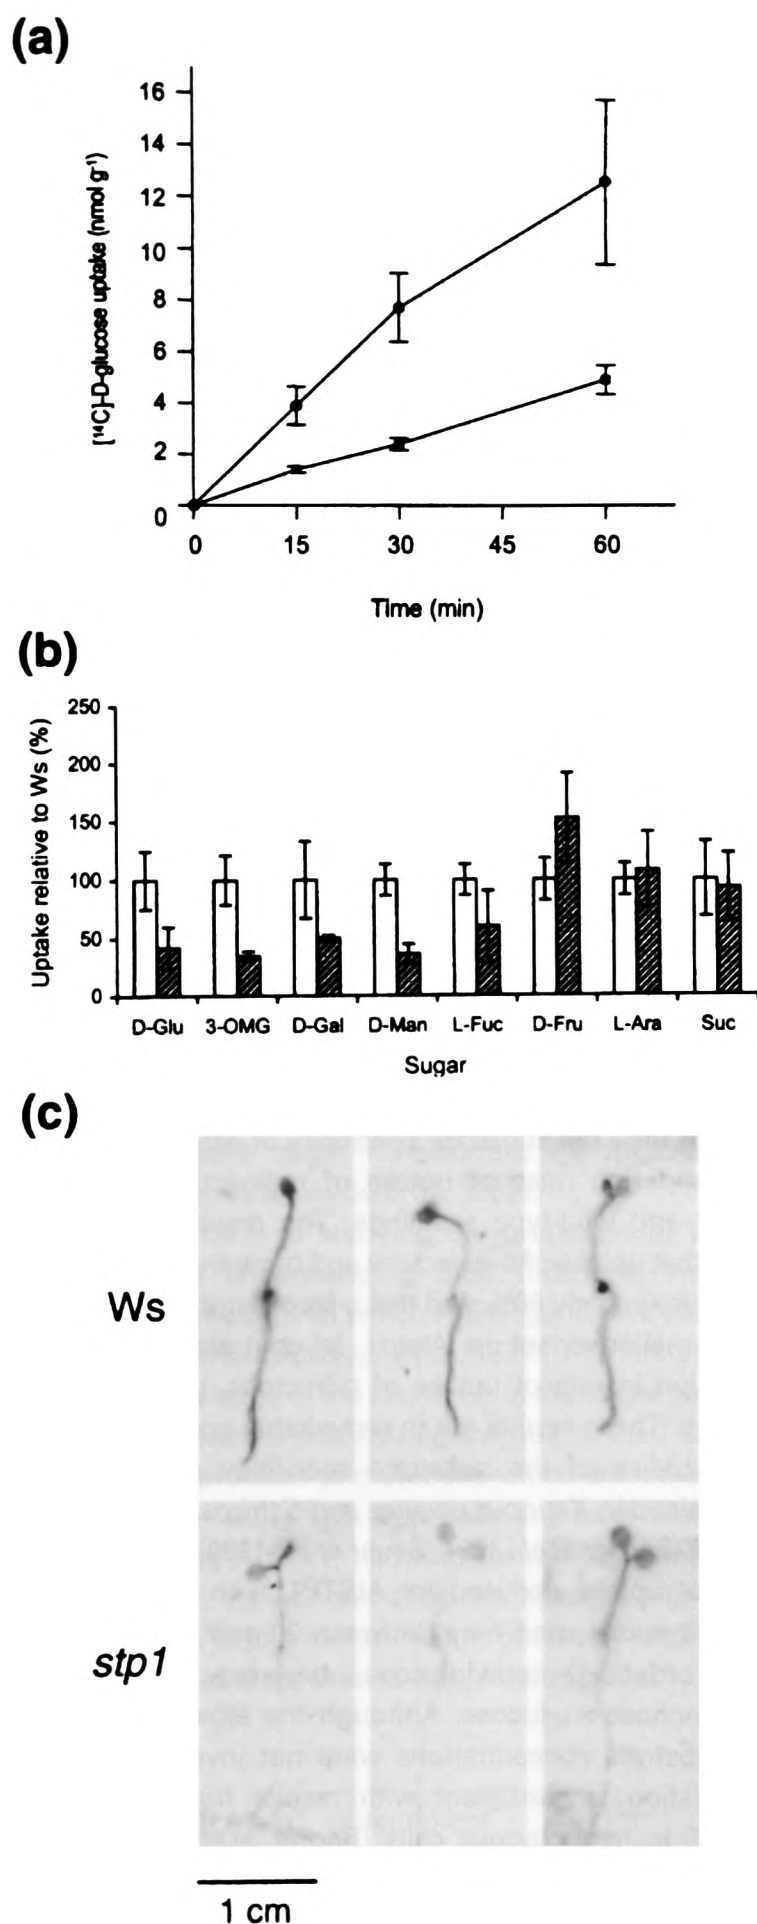 (a)
[¹⁴C]-D-glucose uptake (nmol g⁻¹)
16
14
12
10
8
6
4
2
0
0 15 30 45 60
Time (min)
(b)
Uptake relative to Ws (%)
250
200
150
100
50
0
D-Glu 3-OMG D-Gal D-Man L-Fuc D-Fru L-Ara Suc
Sugar
(c)
Ws
stp1
1 cm